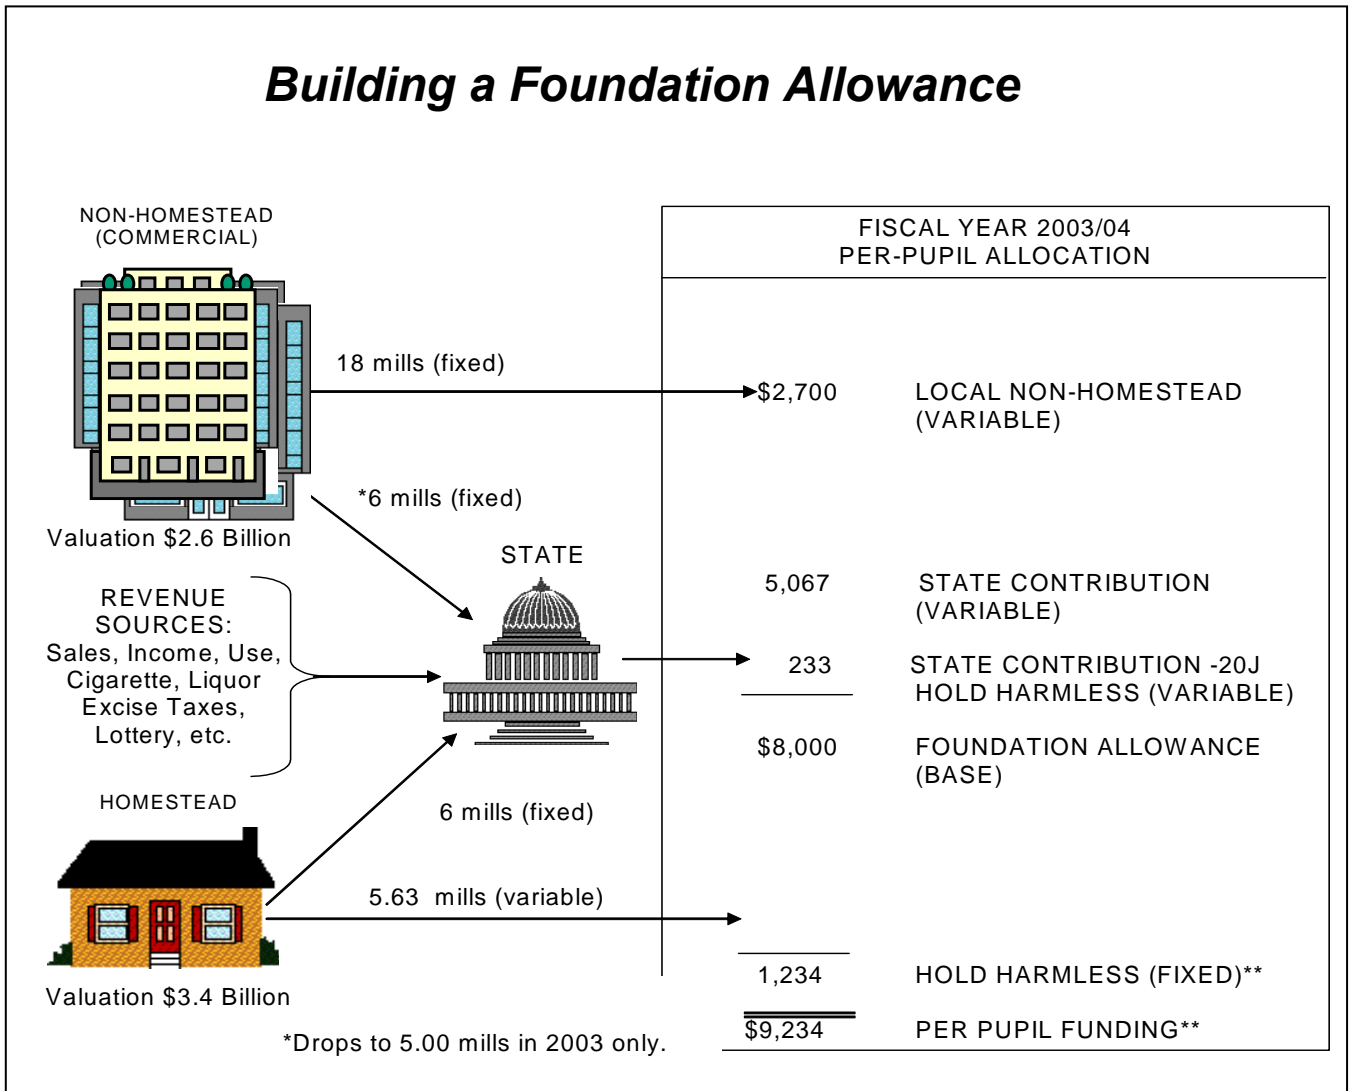 Building a Foundation Allowance
NON-HOMESTEAD
(COMMERCIAL)
Valuation $2.6 Billion
REVENUE
SOURCES:
Sales, Income, Use,
Cigarette, Liquor
Excise Taxes,
Lottery, etc.
HOMESTEAD
Valuation $3.4 Billion
18 mills (fixed)
*6 mills (fixed)
STATE
6 mills (fixed)
5.63 mills (variable)
*Drops to 5.00 mills in 2003 only.
FISCAL YEAR 2003/04
PER-PUPIL ALLOCATION
$2,700 LOCAL NON-HOMESTEAD
(VARIABLE)
5,067 STATE CONTRIBUTION
(VARIABLE)
233 STATE CONTRIBUTION -20J
HOLD HARMLESS (VARIABLE)
$8,000 FOUNDATION ALLOWANCE
(BASE)
1,234 HOLD HARMLESS (FIXED)**
$9,234 PER PUPIL FUNDING**